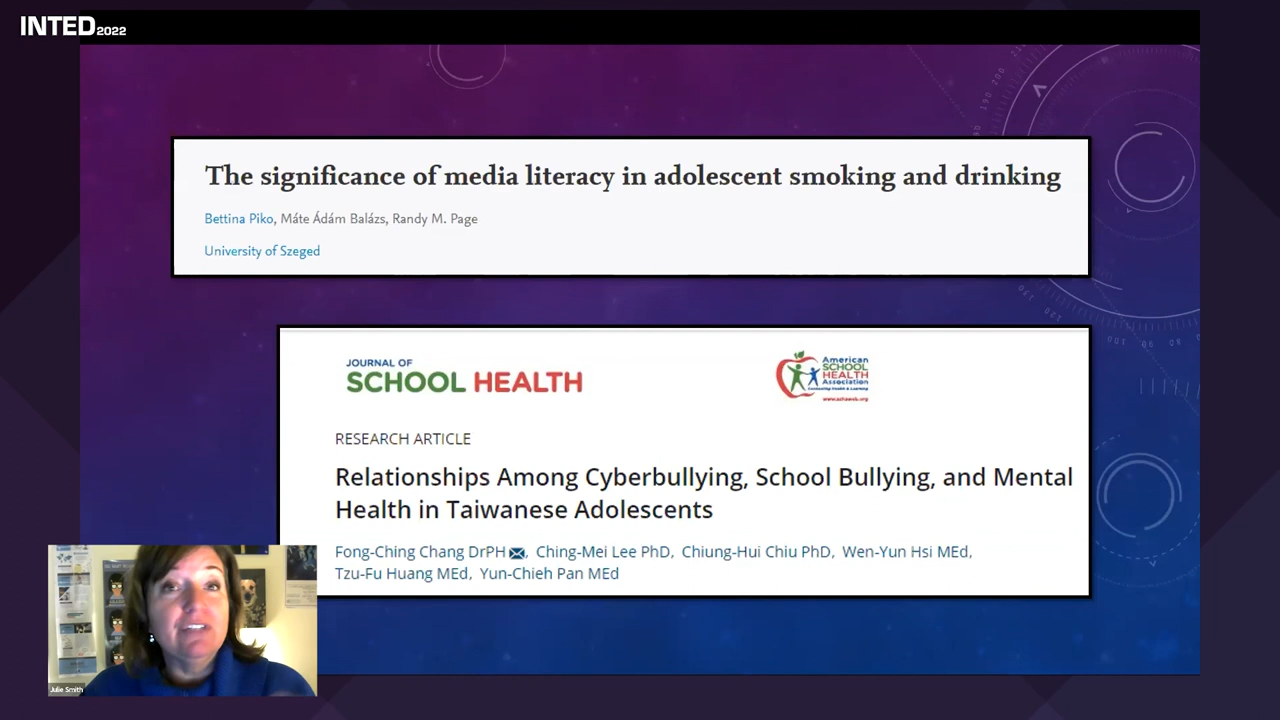 INTED2022
The significance of media literacy in adolescent smoking and drinking
Bettina Piko, Máte Ádám Balázs, Randy M. Page
University of Szeged
JOURNAL OF
SCHOOL HEALTH
American
SCHOOL
HEALTH
Association
RESEARCH ARTICLE
Relationships Among Cyberbullying, School Bullying, and Mental
Health in Taiwanese Adolescents
Fong-Ching Chang DrPH, Ching-Mei Lee PhD, Chiung-Hui Chiu PhD, Wen-Yun Hsi MEd,
Tzu-Fu Huang MEd, Yun-Chieh Pan MEd
Julie Smith